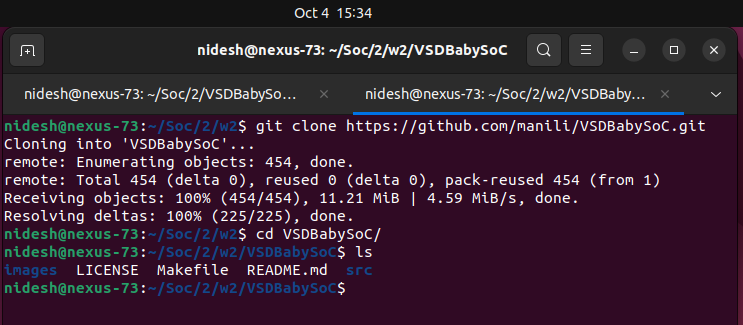 Oct 4 15:34
nidesh@nexus-73: ~/Soc/2/w2/VSDBabySoC
nidesh@nexus-73: ~/Soc/2/VSDBabySo...
nidesh@nexus-73: ~/Soc/2/w2/VSDBaby...
nidesh@nexus-73:~/Soc/2/w2$ git clone https://github.com/manili/VSDBabySoC.git
Cloning into 'VSDBabySoC'...
remote: Enumerating objects: 454, done.
remote: Total 454 (delta 0), reused 0 (delta 0), pack-reused 454 (from 1)
Receiving objects: 100% (454/454), 11.21 MiB | 4.59 MiB/s, done.
Resolving deltas: 100% (225/225), done.
nidesh@nexus-73:~/Soc/2/w2$ cd VSDBabySoC/
nidesh@nexus-73:~/Soc/2/w2/VSDBabySoC$ ls
images LICENSE Makefile README.md src
nidesh@nexus-73:~/Soc/2/w2/VSDBabySoC$